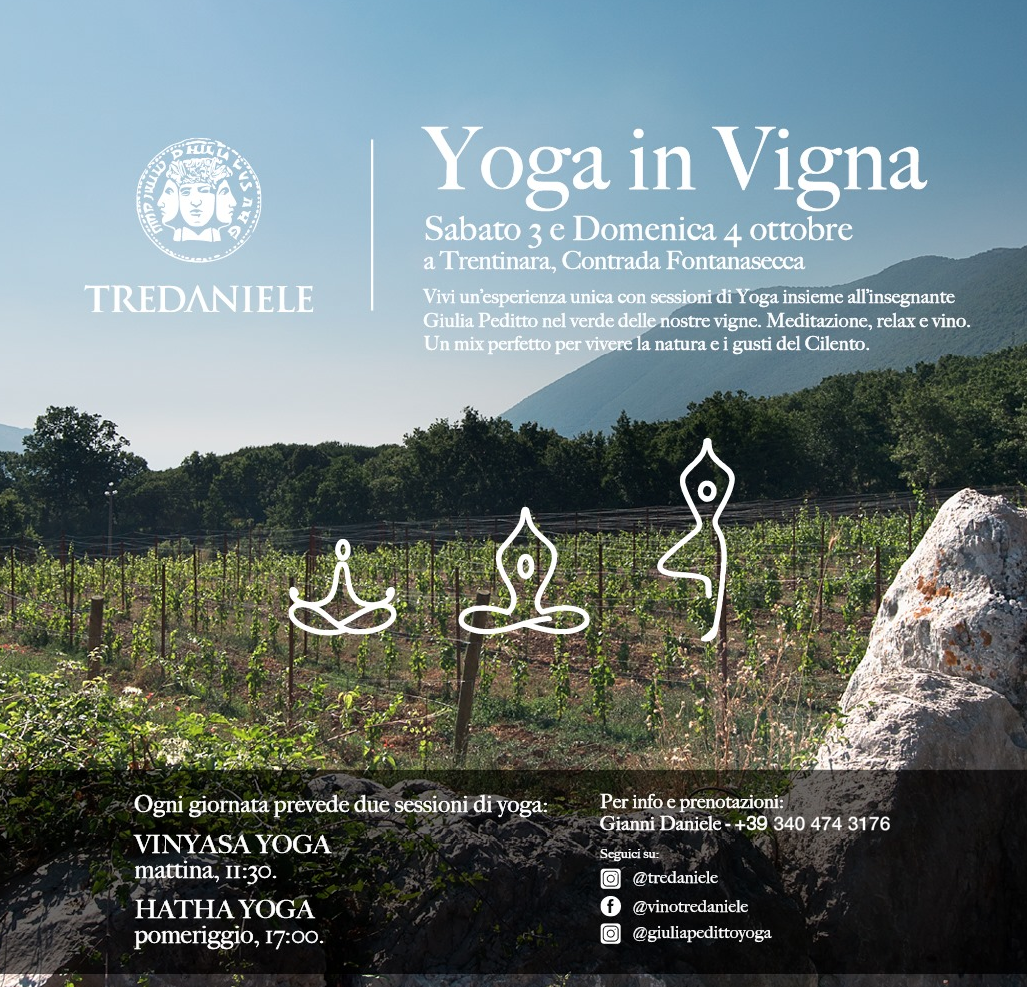 TREDANIELE
Yoga in Vigna
Sabato 3 e Domenica 4 ottobre
a Trentinara, Contrada Fontanasecca
Vivi un'esperienza unica con sessioni di Yoga insieme all'insegnante
Giulia Peditto nel verde delle nostre vigne. Meditazione, relax e vino.
Un mix perfetto per vivere la natura e i gusti del Cilento.
Ogni giornata prevede due sessioni di yoga:
VINYASA YOGA
mattina, 11:30.
HATHA YOGA
pomeriggio, 17:00.
Per info e prenotazioni:
Gianni Daniele - +39 340 474 3176
Seguici su:
@tredaniele
@vinotredaniele
@giuliapedittoyoga